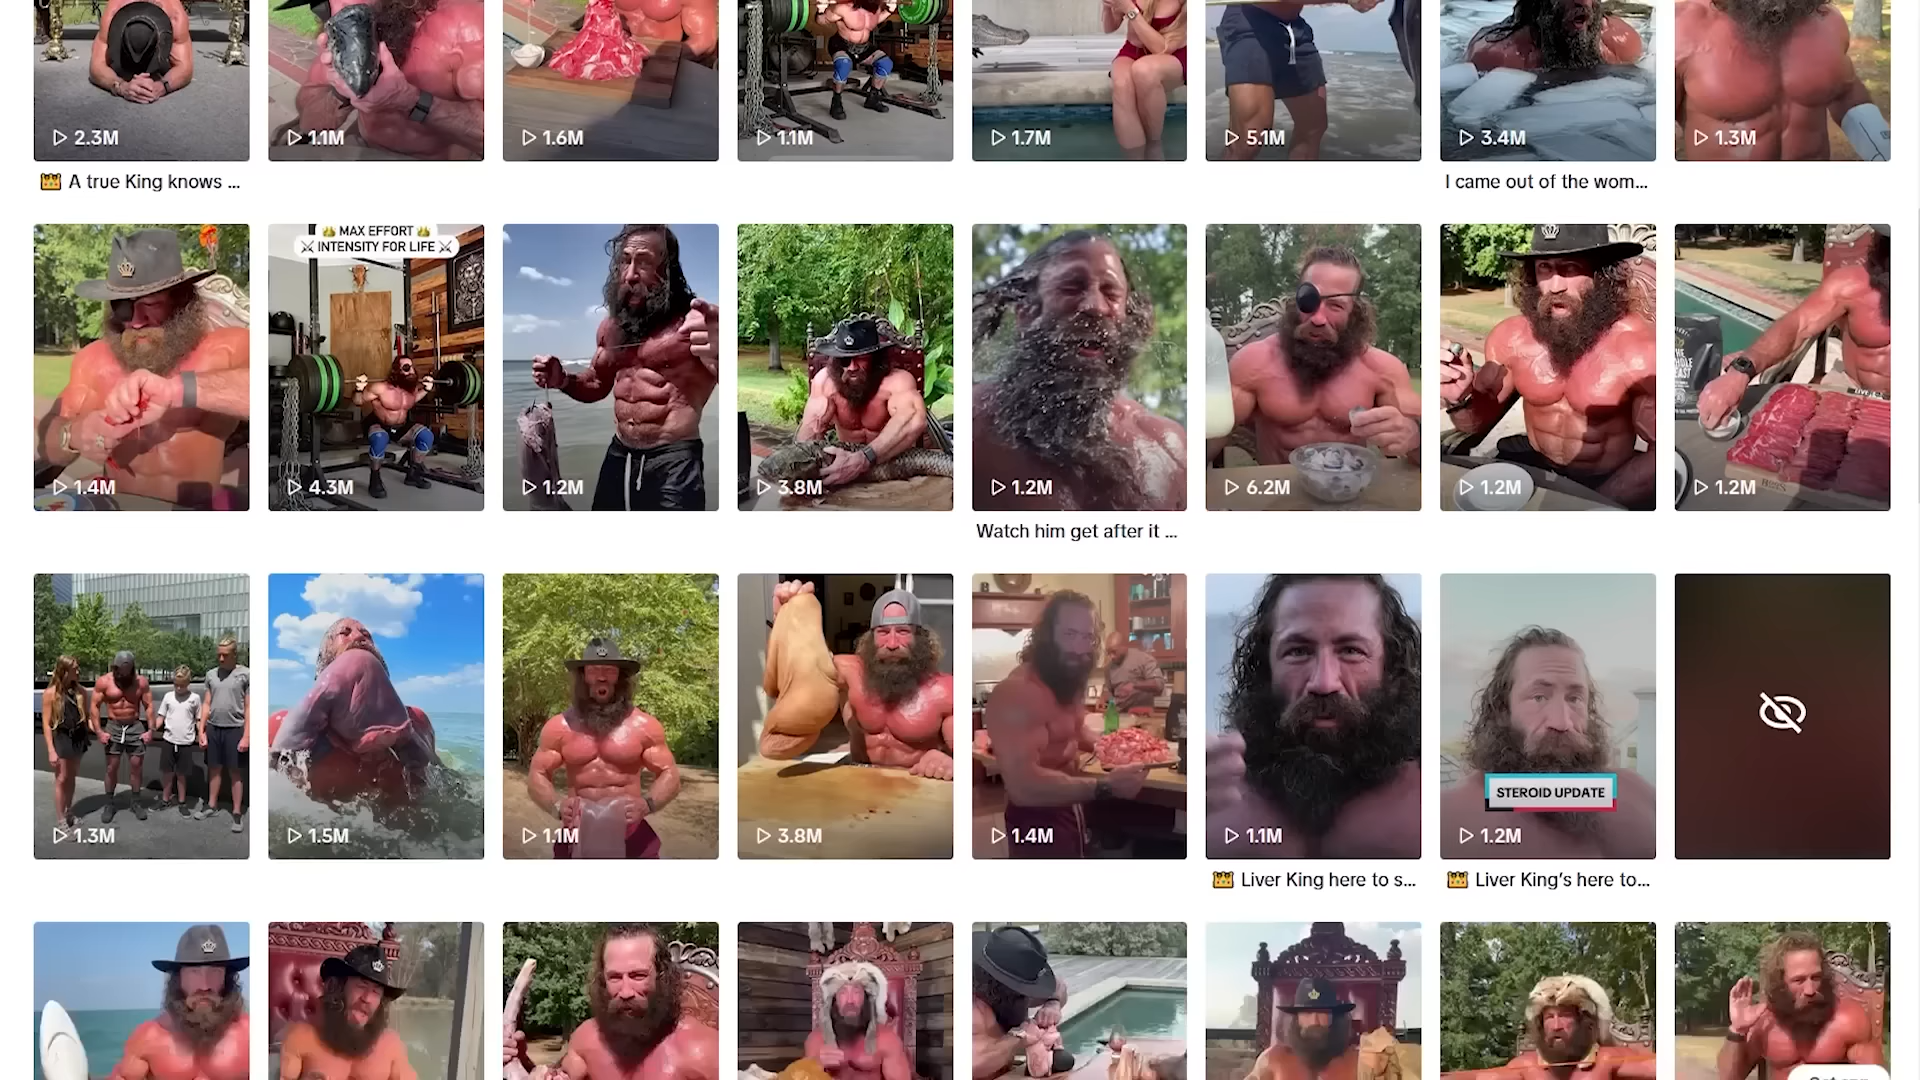 2.3M
1.1M
1.6M
1.1M
1.7M
5.1M
3.4M
1.3M
A true King knows ...
I came out of the wom...
MAX EFFORT
INTENSITY FOR LIFE
1.4M
4.3M
1.2M
3.8M
1.2M
6.2M
1.2M
1.2M
Watch him get after it ...
STEROID UPDATE
1.3M
1.5M
1.1M
3.8M
1.4M
1.1M
1.2M
Liver King here to s...
Liver King's here to...